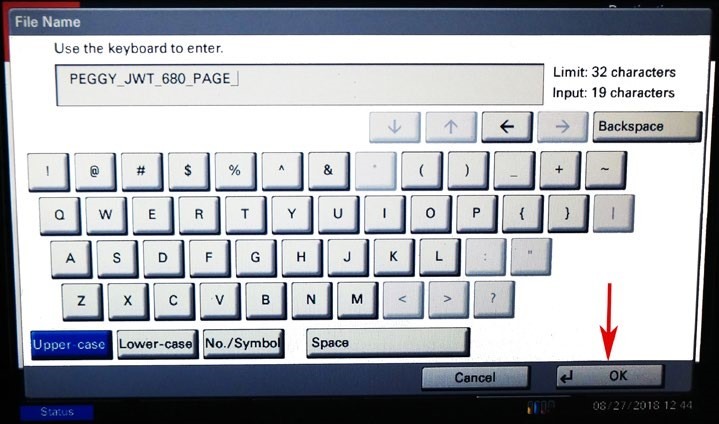 File Name
Use the keyboard to enter.
PEGGY_JWT_680_PAGE_
Limit: 32 characters
Input: 19 characters
↓ ↑ ← → Backspace
! @ # $ % ^ & * ( ) _ + ~
Q W E R T Y U I O P { } |
A S D F G H J K L : "
Z X C V B N M < > ?
Upper-case Lower-case No./Symbol Space
Cancel ↵ OK
Status 08/27/2018 12:44